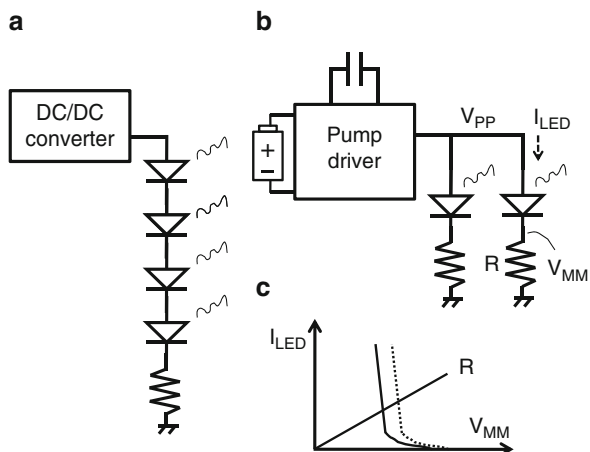 a
DC/DC
converter
b
+
−
Pump
driver
V_PP
I_LED
R
V_MM
c
I_LED
R
V_MM